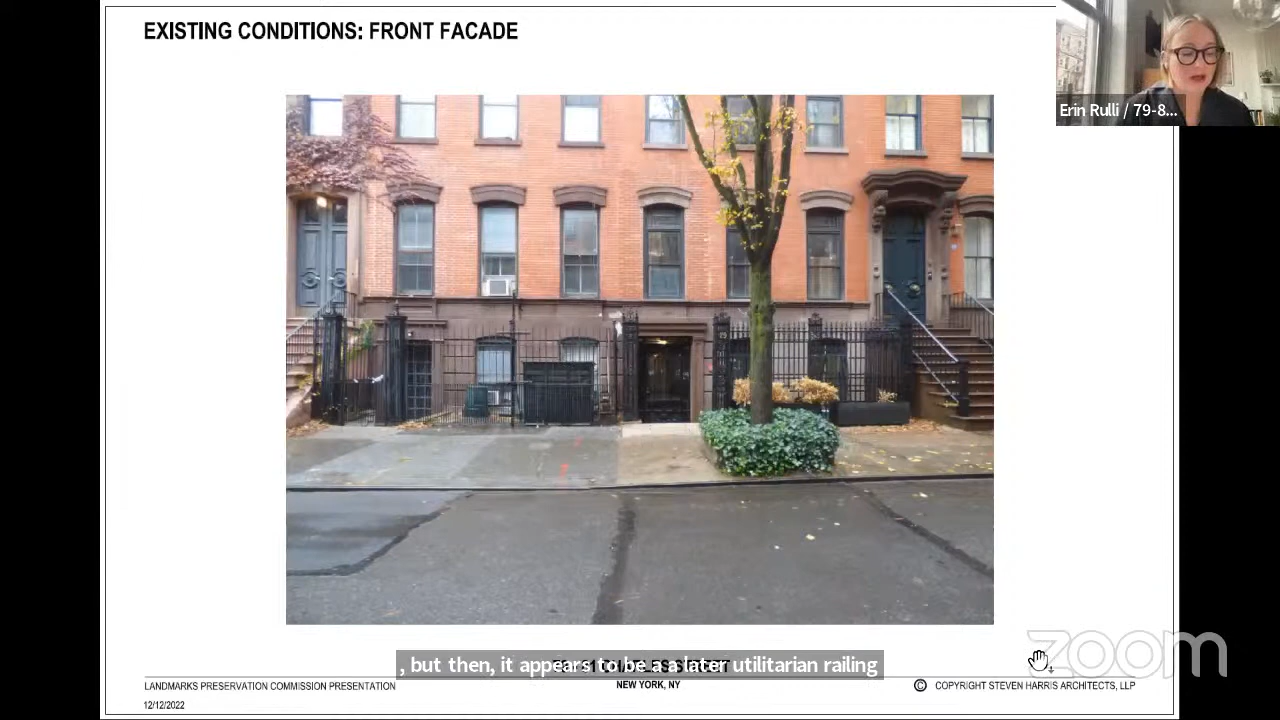 EXISTING CONDITIONS: FRONT FACADE
Erin Rulli / 79-8...
, but then, it appears to be a a later utilitarian railing
zoom
LANDMARKS PRESERVATION COMMISSION PRESENTATION
NEW YORK, NY
© COPYRIGHT STEVEN HARRIS ARCHITECTS, LLP
12/12/2022